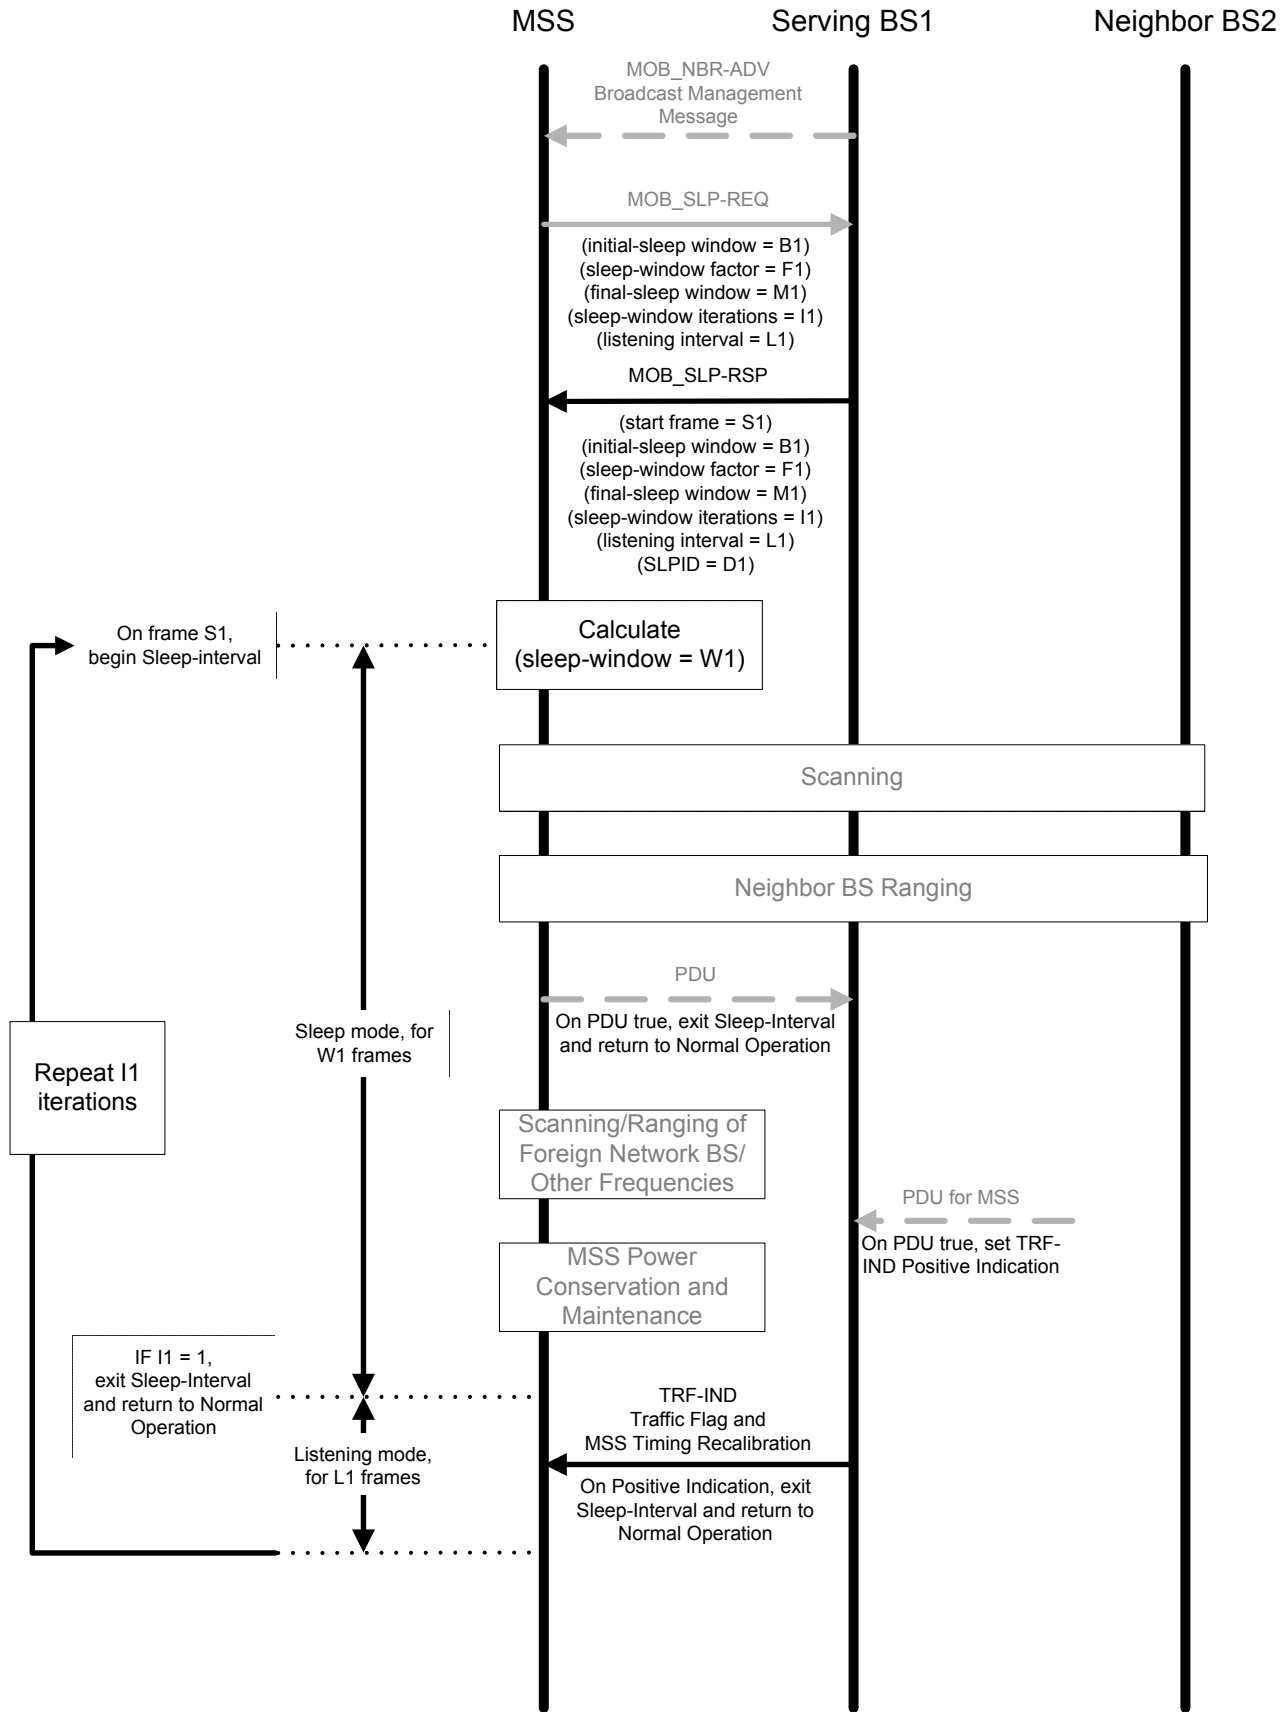 MSS
Serving BS1
Neighbor BS2
MOB_NBR-ADV
Broadcast Management
Message
MOB_SLP-REQ
(initial-sleep window = B1)
(sleep-window factor = F1)
(final-sleep window = M1)
(sleep-window iterations = I1)
(listening interval = L1)
MOB_SLP-RSP
(start frame = S1)
(initial-sleep window = B1)
(sleep-window factor = F1)
(final-sleep window = M1)
(sleep-window iterations = I1)
(listening interval = L1)
(SLPID = D1)
On frame S1,
begin Sleep-interval
Calculate
(sleep-window = W1)
Scanning
Neighbor BS Ranging
PDU
On PDU true, exit Sleep-Interval
and return to Normal Operation
Sleep mode, for
W1 frames
Repeat I1
iterations
Scanning/Ranging of
Foreign Network BS/
Other Frequencies
PDU for MSS
On PDU true, set TRF-
IND Positive Indication
MSS Power
Conservation and
Maintenance
IF I1 = 1,
exit Sleep-Interval
and return to Normal
Operation
TRF-IND
Traffic Flag and
MSS Timing Recalibration
Listening mode,
for L1 frames
On Positive Indication, exit
Sleep-Interval and return to
Normal Operation